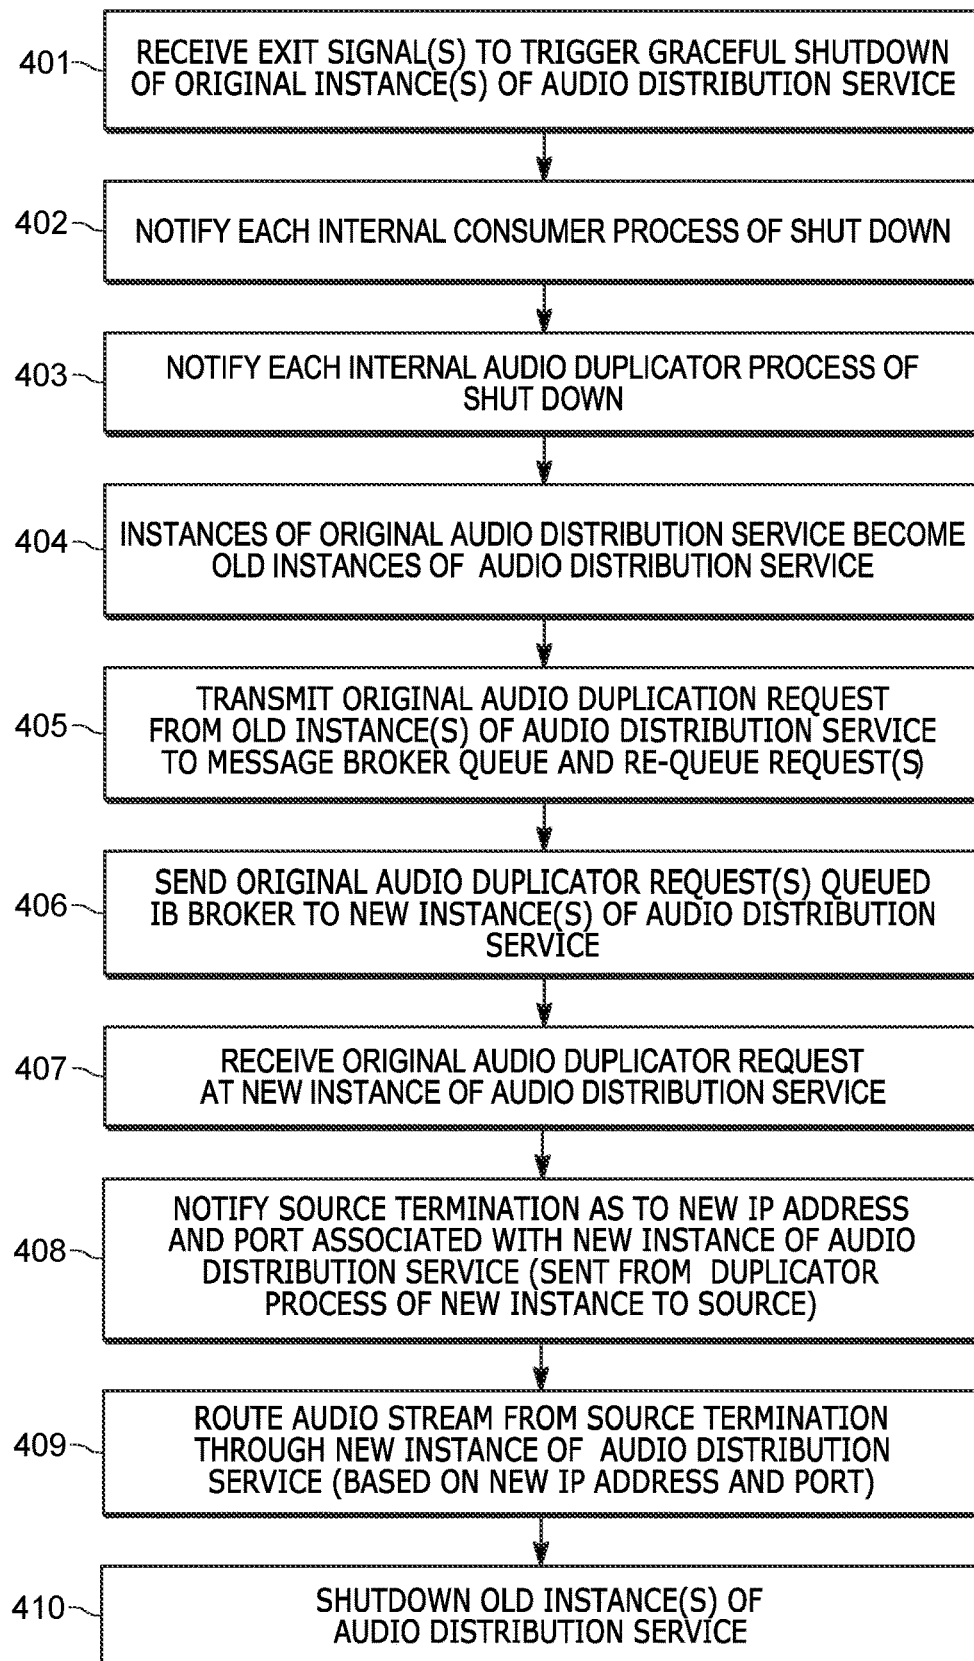 401
RECEIVE EXIT SIGNAL(S) TO TRIGGER GRACEFUL SHUTDOWN
OF ORIGINAL INSTANCE(S) OF AUDIO DISTRIBUTION SERVICE
402
NOTIFY EACH INTERNAL CONSUMER PROCESS OF SHUT DOWN
403
NOTIFY EACH INTERNAL AUDIO DUPLICATOR PROCESS OF
SHUT DOWN
404
INSTANCES OF ORIGINAL AUDIO DISTRIBUTION SERVICE BECOME
OLD INSTANCES OF AUDIO DISTRIBUTION SERVICE
405
TRANSMIT ORIGINAL AUDIO DUPLICATION REQUEST
FROM OLD INSTANCE(S) OF AUDIO DISTRIBUTION SERVICE
TO MESSAGE BROKER QUEUE AND RE-QUEUE REQUEST(S)
406
SEND ORIGINAL AUDIO DUPLICATOR REQUEST(S) QUEUED
IB BROKER TO NEW INSTANCE(S) OF AUDIO DISTRIBUTION
SERVICE
407
RECEIVE ORIGINAL AUDIO DUPLICATOR REQUEST
AT NEW INSTANCE OF AUDIO DISTRIBUTION SERVICE
408
NOTIFY SOURCE TERMINATION AS TO NEW IP ADDRESS
AND PORT ASSOCIATED WITH NEW INSTANCE OF AUDIO
DISTRIBUTION SERVICE (SENT FROM DUPLICATOR
PROCESS OF NEW INSTANCE TO SOURCE)
409
ROUTE AUDIO STREAM FROM SOURCE TERMINATION
THROUGH NEW INSTANCE OF AUDIO DISTRIBUTION
SERVICE (BASED ON NEW IP ADDRESS AND PORT)
410
SHUTDOWN OLD INSTANCE(S) OF
AUDIO DISTRIBUTION SERVICE